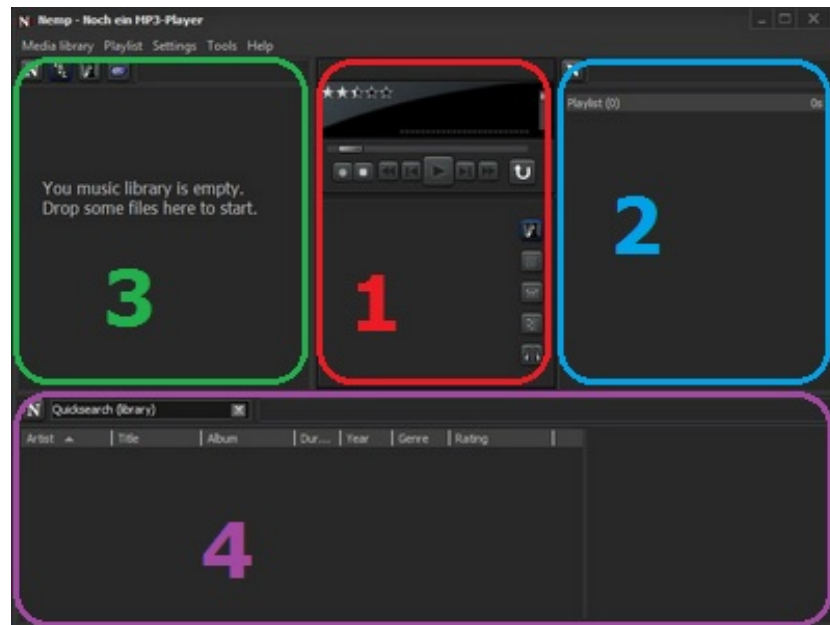 Nemp - Noch ein MP3-Player
Media library Playlist Settings Tools Help
Playlist (0) 0s
You music library is empty.
Drop some files here to start.
3
1
2
Quicksearch (library)
Artist Title Album Dur... Year Genre Rating
4